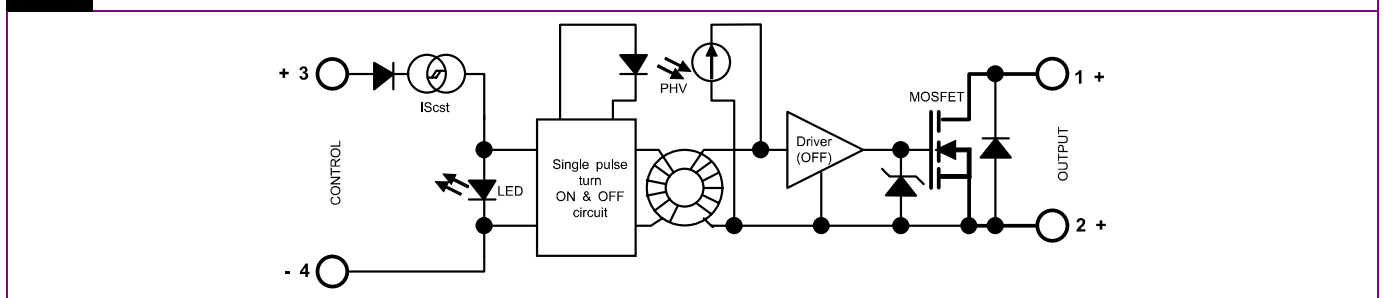 + 3
IScst
CONTROL
LED
- 4
Single pulse
turn
ON & OFF
circuit
PHV
Driver
(OFF)
MOSFET
1 +
OUTPUT
2 +